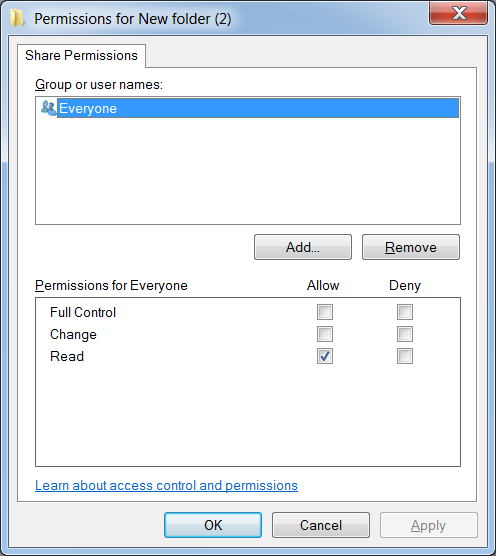 Permissions for New folder (2)
Share Permissions
Group or user names:
Everyone
Add...
Remove
Permissions for Everyone Allow Deny
Full Control
Change
Read
Learn about access control and permissions
OK Cancel Apply